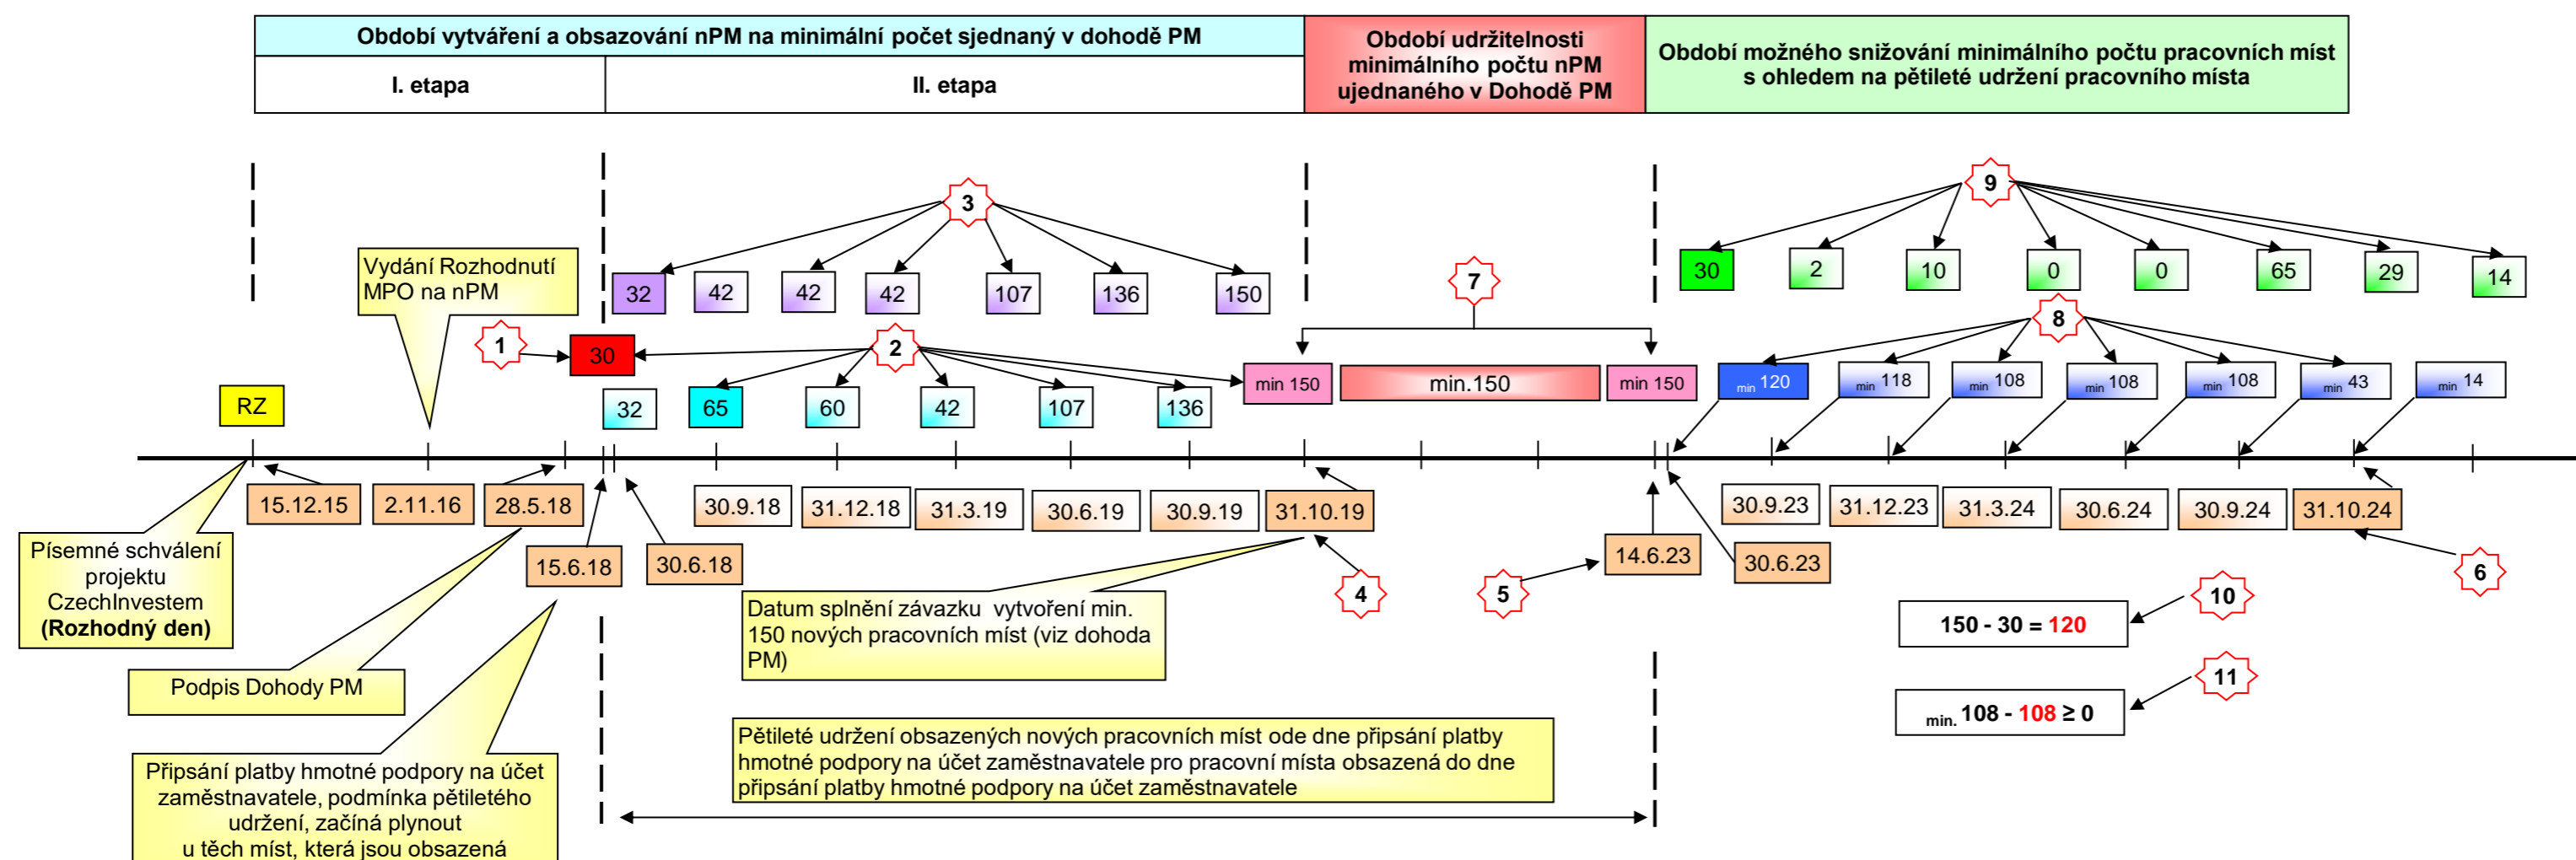 Období vytváření a obsazování nPM na minimální počet sjednaný v dohodě PM
I. etapa
II. etapa
Období udržitelnosti
minimálního počtu nPM
ujednaného v Dohodě PM
Období možného snižování minimálního počtu pracovních míst
s ohledem na pětileté udržení pracovního místa
3
9
Vydání Rozhodnutí
MPO na nPM
32
42
42
42
107
136
150
7
30
2
10
0
0
65
29
14
1
30
2
8
RZ
32
65
60
42
107
136
min 150
min.150
min 150
min 120
min 118
min 108
min 108
min 108
min 43
min 14
15.12.15
2.11.16
28.5.18
30.9.18
31.12.18
31.3.19
30.6.19
30.9.19
31.10.19
30.9.23
31.12.23
31.3.24
30.6.24
30.9.24
31.10.24
15.6.18
30.6.18
14.6.23
30.6.23
4
5
6
Písemné schválení
projektu
CzechInvestem
(Rozhodný den)
Datum splnění závazku vytvoření min.
150 nových pracovních míst (viz dohoda
PM)
150 - 30 = 120
10
Podpis Dohody PM
11
min. 108 - 108 ≥ 0
Pětileté udržení obsazených nových pracovních míst ode dne připsání platby
hmotné podpory na účet zaměstnavatele pro pracovní místa obsazená do dne
připsání platby hmotné podpory na účet zaměstnavatele
Připsání platby hmotné podpory na účet
zaměstnavatele, podmínka pětiletého
udržení, začíná plynout
u těch míst, která jsou obsazená